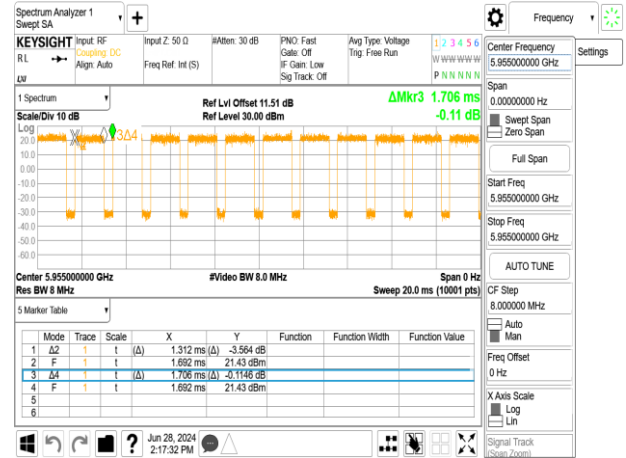 Spectrum Analyzer 1
Swept SA
+
Frequency
KEYSIGHT Input: RF Input Z: 50 Ω #Atten: 30 dB PNO: Fast Avg Type: Voltage 1 2 3 4 5 6
RL Coupling: DC Gate: Off Trig: Free Run W W W W W W
Align: Auto Freq Ref: Int (S) IF Gain: Low P N N N N N
LXI Sig Track: Off
Center Frequency
5.955000000 GHz
Settings
1 Spectrum
Ref Lvl Offset 11.51 dB ΔMkr3 1.706 ms
Scale/Div 10 dB Ref Level 30.00 dBm -0.11 dB
Log
3Δ4
20.0
10.0
0.00
-10.0
-20.0
-30.0
-40.0
-50.0
-60.0
Center 5.955000000 GHz #Video BW 8.0 MHz Span 0 Hz
Res BW 8 MHz Sweep 20.0 ms (10001 pts)
Span
0.00000000 Hz
Swept Span
Zero Span
Full Span
Start Freq
5.955000000 GHz
Stop Freq
5.955000000 GHz
AUTO TUNE
CF Step
8.000000 MHz
Auto
Man
Freq Offset
0 Hz
X Axis Scale
Log
Lin
Signal Track
(Span Zoom)
5 Marker Table
Mode Trace Scale X Y Function Function Width Function Value
1 Δ2 1 t (Δ) 1.312 ms (Δ) -3.564 dB
2 F 1 t 1.692 ms 21.43 dBm
3 Δ4 1 t (Δ) 1.706 ms (Δ) -0.1146 dB
4 F 1 t 1.692 ms 21.43 dBm
5
6
? Jun 28, 2024
2:17:32 PM